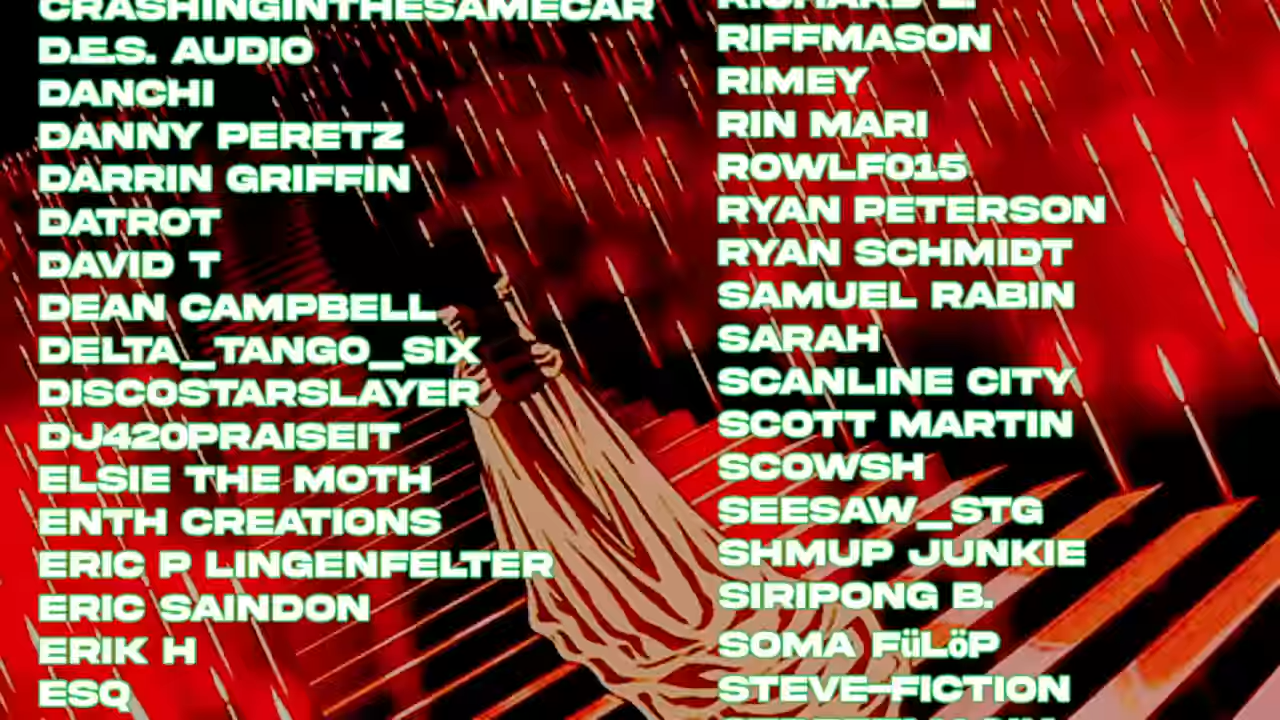 CRASHINGINTHESAMECAR
D.E.S. AUDIO
DANCHI
DANNY PERETZ
DARRIN GRIFFIN
DATROT
DAVID T
DEAN CAMPBELL
DELTA_TANGO_SIX
DISCOSTARSLAYER
DJ420PRAISEIT
ELSIE THE MOTH
ENTH CREATIONS
ERIC P LINGENFELTER
ERIC SAINDON
ERIK H
ESQ
RIFFMASON
RIMEY
RIN MARI
ROWLF015
RYAN PETERSON
RYAN SCHMIDT
SAMUEL RABIN
SARAH
SCANLINE CITY
SCOTT MARTIN
SCOWSH
SEESAW_STG
SHMUP JUNKIE
SIRIPONG B.
SOMA FüLöP
STEVE-FICTION